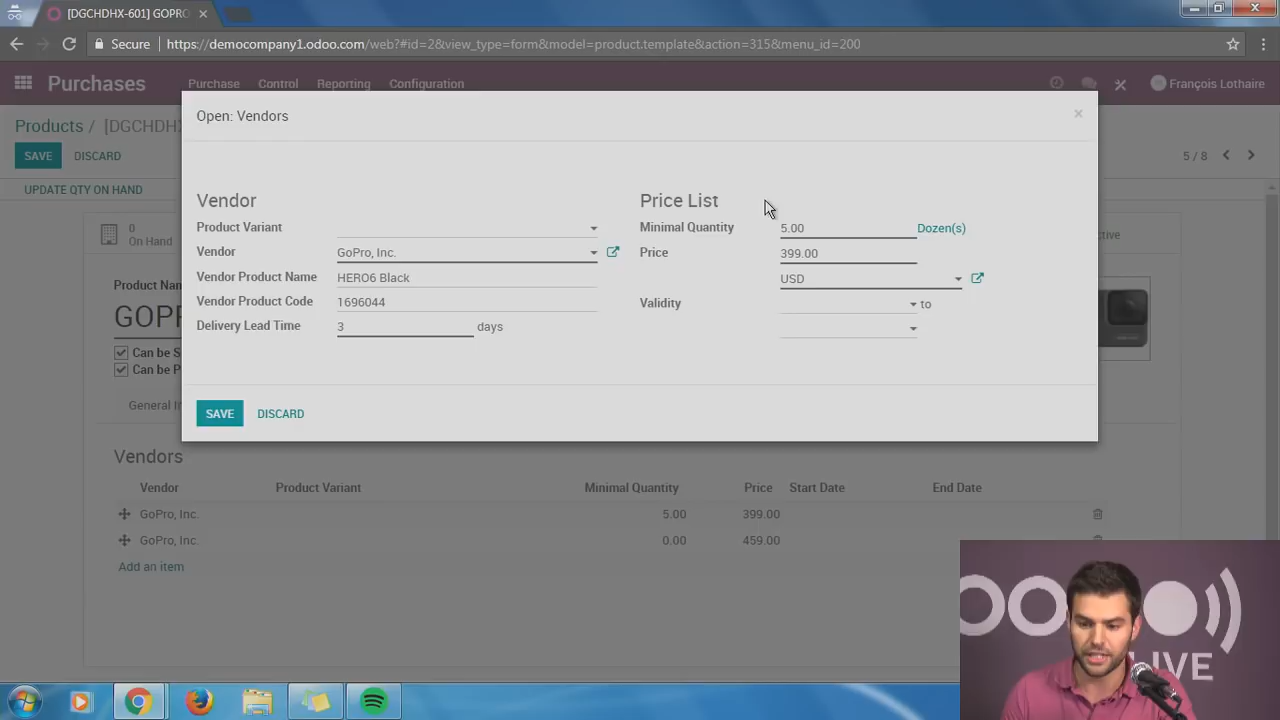 [DGCHDHX-601] GOPRO
Secure
https://democompany1.odoo.com/web?#id=2&view_type=form&model=product.template&action=315&menu_id=200
Purchases
Purchase
Control
Reporting
Configuration
François Lothaire
Products / [DGCHDHX
SAVE
DISCARD
5 / 8
UPDATE QTY ON HAND
0
On Hand
Product Na
GOP
Can be S
Can be P
General I
Open: Vendors
×
Vendor
Price List
Product Variant
Minimal Quantity 5.00 Dozen(s)
Vendor GoPro, Inc.
Price 399.00
Vendor Product Name HERO6 Black
USD
Vendor Product Code 1696044
Validity to
Delivery Lead Time 3 days
SAVE
DISCARD
Vendors
Vendor Product Variant Minimal Quantity Price Start Date End Date
GoPro, Inc. 5.00 399.00
GoPro, Inc. 0.00 459.00
Add an item
LIVE